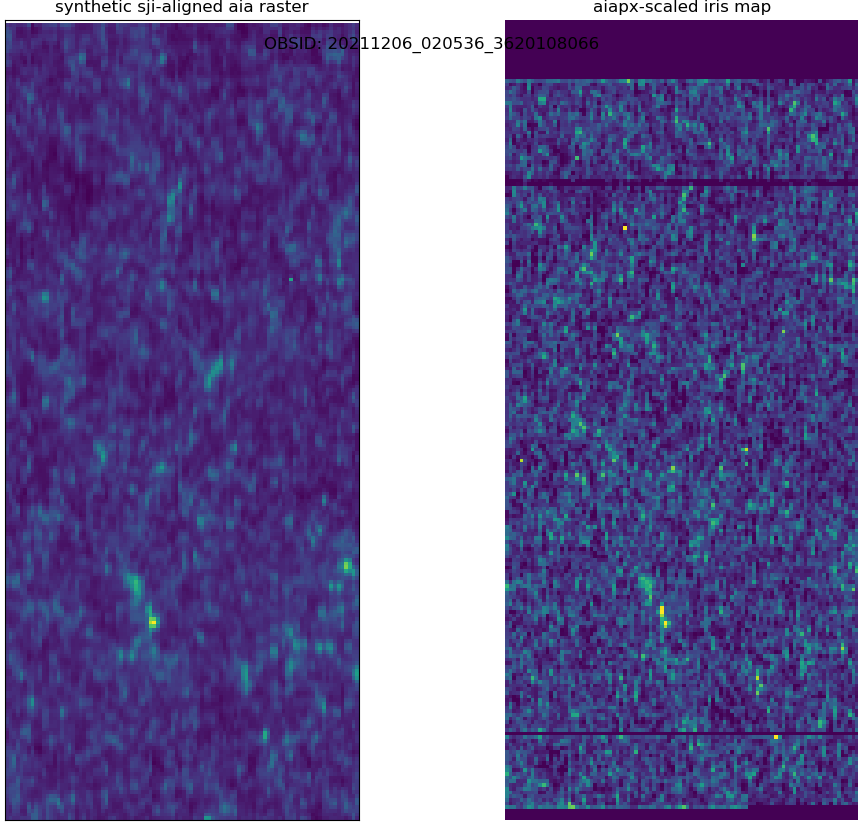 synthetic sji-aligned aia raster
aiapx-scaled iris map
OBSID: 20211206_020536_3620108066